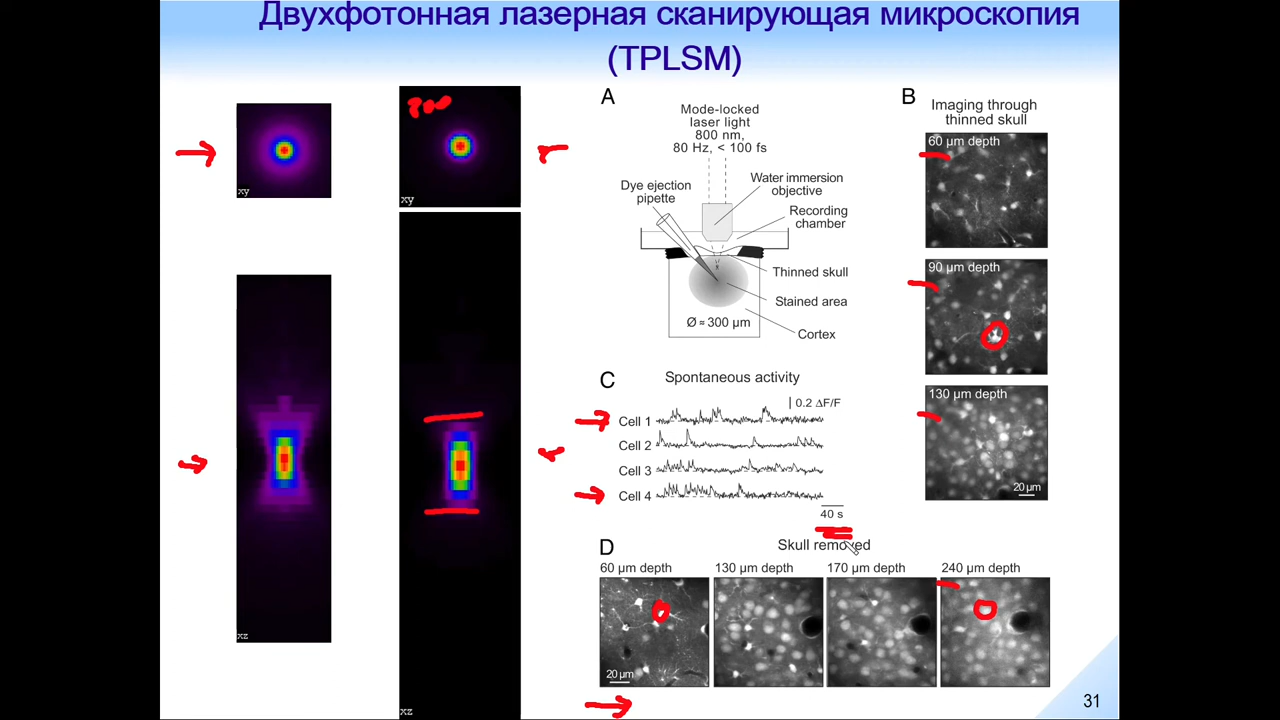 Двухфотонная лазерная сканирующая микроскопия
(TPLSM)
xy
xz
xy
xz
A
Mode-locked
laser light
800 nm,
80 Hz, < 100 fs
Dye ejection
pipette
Water immersion
objective
Recording
chamber
Thinned skull
Stained area
Ø ≈ 300 µm
Cortex
B
Imaging through
thinned skull
60 µm depth
90 µm depth
130 µm depth
20 µm
C
Spontaneous activity
0.2 ΔF/F
Cell 1
Cell 2
Cell 3
Cell 4
40 s
D
Skull removed
60 µm depth
130 µm depth
170 µm depth
240 µm depth
20 µm
31